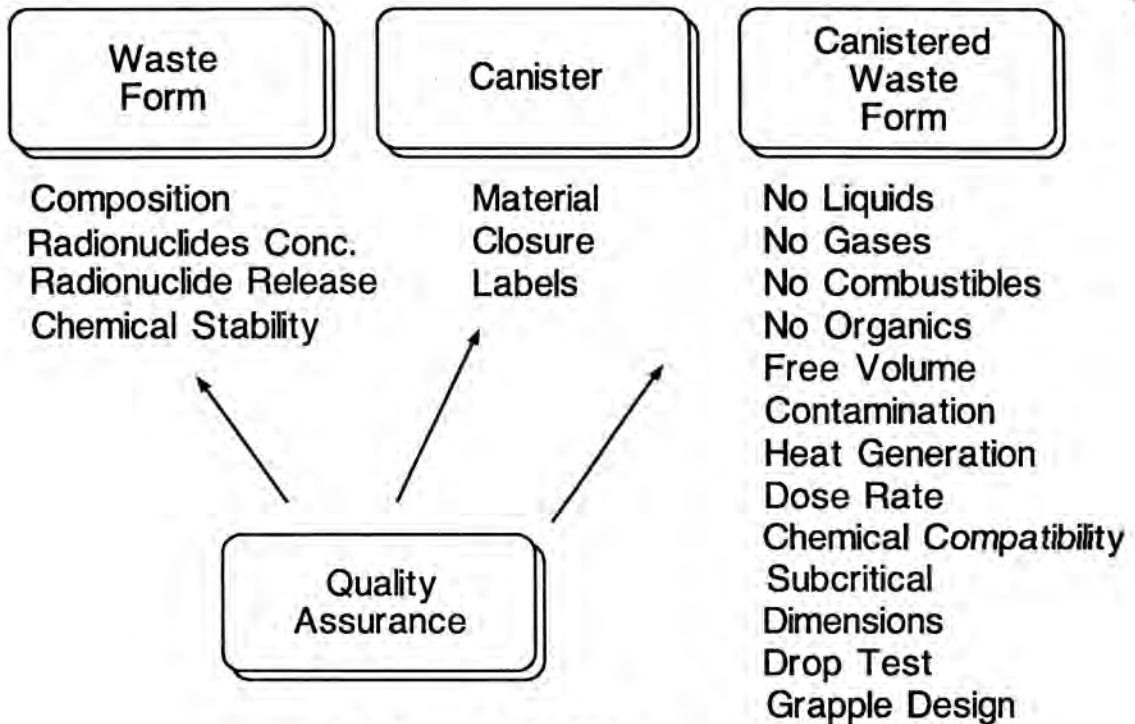 Waste
Form
Canister
Canistered
Waste
Form
Composition
Radionuclides Conc.
Radionuclide Release
Chemical Stability
Material
Closure
Labels
No Liquids
No Gases
No Combustibles
No Organics
Free Volume
Contamination
Heat Generation
Dose Rate
Chemical Compatibility
Subcritical
Dimensions
Drop Test
Grapple Design
Quality
Assurance